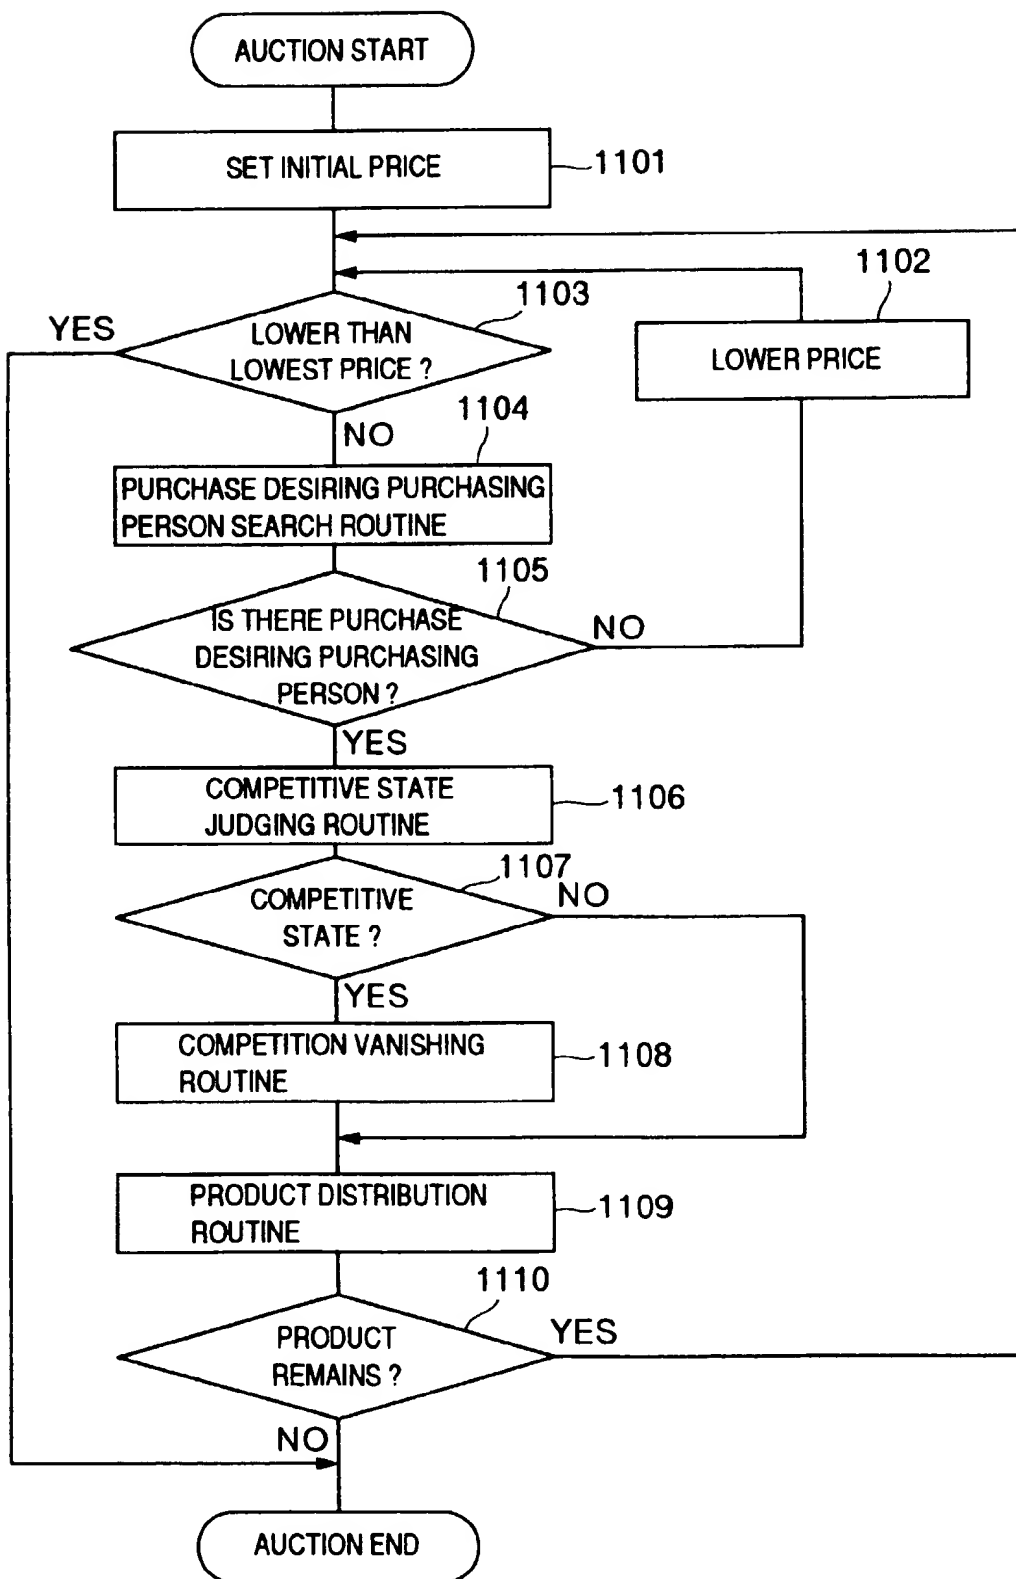 AUCTION START
SET INITIAL PRICE
1101
1102
LOWER PRICE
1103
YES
LOWER THAN
LOWEST PRICE ?
NO
1104
PURCHASE DESIRING PURCHASING
PERSON SEARCH ROUTINE
1105
IS THERE PURCHASE
DESIRING PURCHASING
PERSON ?
NO
YES
COMPETITIVE STATE
JUDGING ROUTINE
1106
1107
COMPETITIVE
STATE ?
NO
YES
COMPETITION VANISHING
ROUTINE
1108
PRODUCT DISTRIBUTION
ROUTINE
1109
1110
PRODUCT
REMAINS ?
YES
NO
AUCTION END